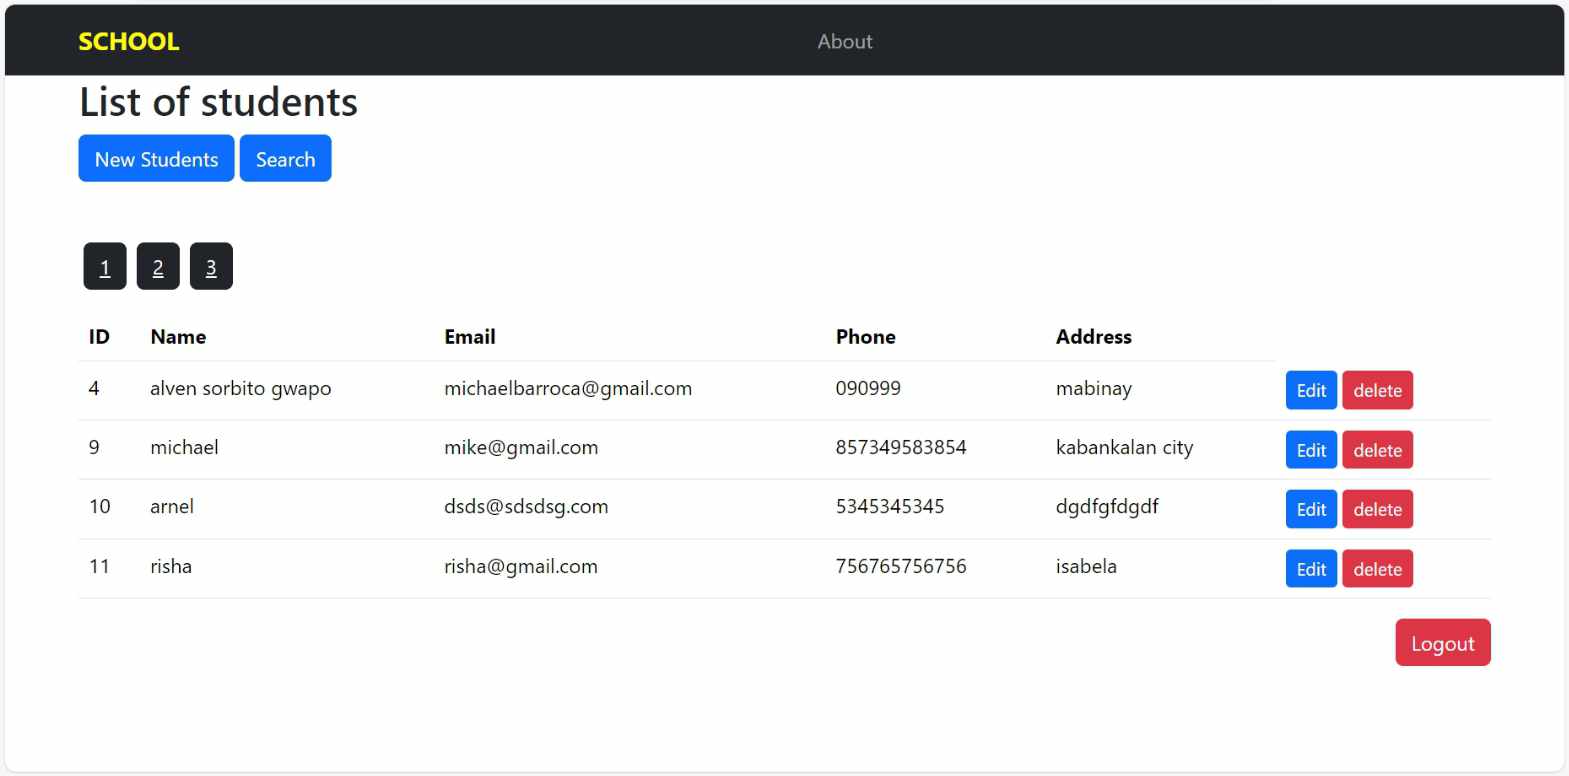 SCHOOL About
List of students
New Students Search
1 2 3
ID Name Email Phone Address
4 alven sorbito gwapo michaelbarroca@gmail.com 090999 mabinay Edit delete
9 michael mike@gmail.com 857349583854 kabankalan city Edit delete
10 arnel dsds@sdsdsg.com 5345345345 dgdfgfdgdf Edit delete
11 risha risha@gmail.com 756765756756 isabela Edit delete
Logout